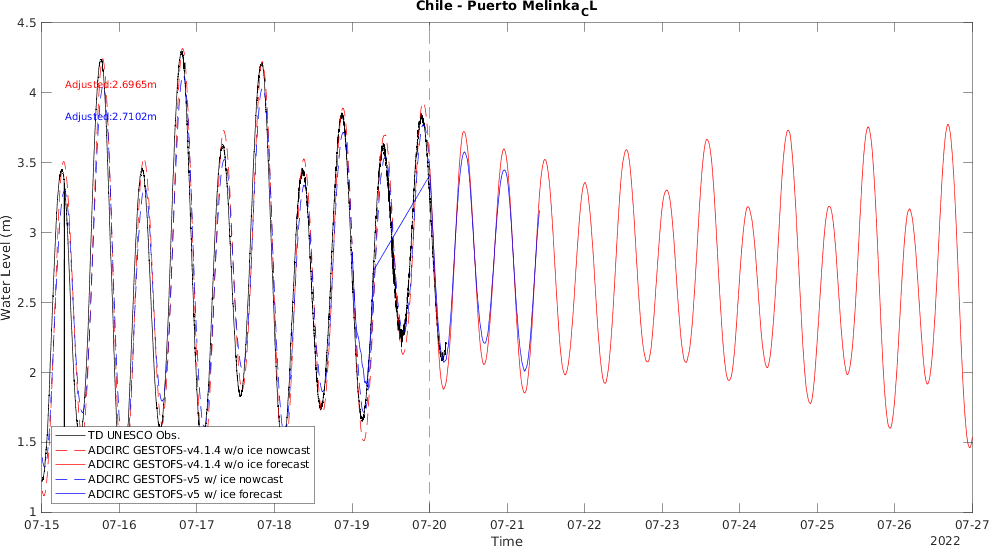 Chile - Puerto Melinka_CL
4.5
4
3.5
3
2.5
2
1.5
1
Water Level (m)
Adjusted:2.6965m
Adjusted:2.7102m
TD UNESCO Obs.
ADCIRC GESTOFS-v4.1.4 w/o ice nowcast
ADCIRC GESTOFS-v4.1.4 w/o ice forecast
ADCIRC GESTOFS-v5 w/ ice nowcast
ADCIRC GESTOFS-v5 w/ ice forecast
07-15 07-16 07-17 07-18 07-19 07-20 07-21 07-22 07-23 07-24 07-25 07-26 07-27
Time
2022